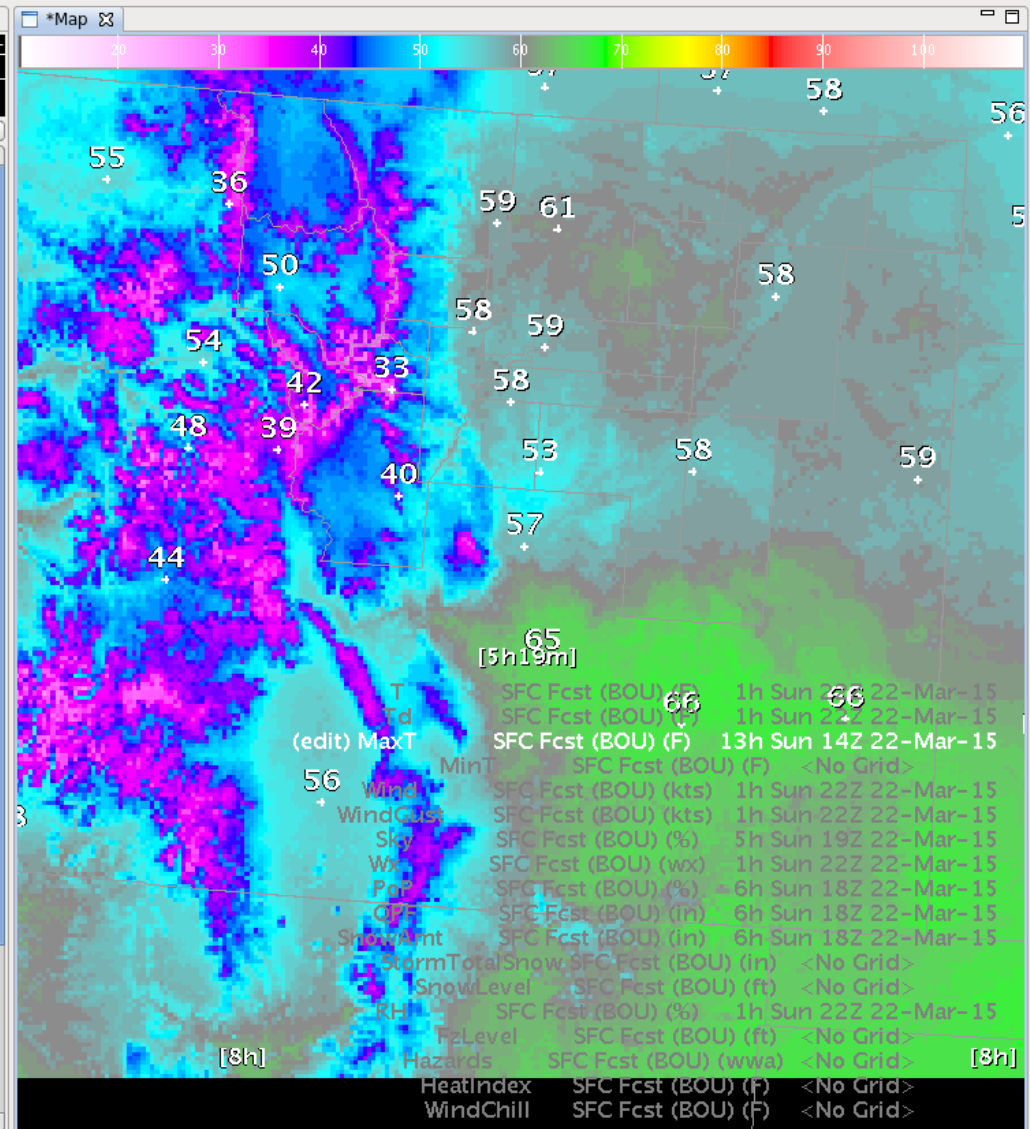 *Map
20 30 40 50 60 70 80 90 100
58
56
55
36
59 61
50
58
58
59
54
33
42
58
48 39
53 58
59
40
57
44
65
[5h19m]
T SFC Fcst (BOU) (F) 1h Sun 22Z 22-Mar-15
66 66
Td SFC Fcst (BOU) (F) 1h Sun 22Z 22-Mar-15
(edit) MaxT SFC Fcst (BOU) (F) 13h Sun 14Z 22-Mar-15
MinT SFC Fcst (BOU) (F) <No Grid>
56
Wind SFC Fcst (BOU) (kts) 1h Sun 22Z 22-Mar-15
WindGust SFC Fcst (BOU) (kts) 1h Sun 22Z 22-Mar-15
Sky SFC Fcst (BOU) (%) 5h Sun 19Z 22-Mar-15
Wx SFC Fcst (BOU) (wx) 1h Sun 22Z 22-Mar-15
PoP SFC Fcst (BOU) (%) 6h Sun 18Z 22-Mar-15
QPF SFC Fcst (BOU) (in) 6h Sun 18Z 22-Mar-15
SnowAmt SFC Fcst (BOU) (in) 6h Sun 18Z 22-Mar-15
StormTotalSnow SFC Fcst (BOU) (in) <No Grid>
SnowLevel SFC Fcst (BOU) (ft) <No Grid>
RH SFC Fcst (BOU) (%) 1h Sun 22Z 22-Mar-15
FzLevel SFC Fcst (BOU) (ft) <No Grid>
[8h] [8h]
Hazards SFC Fcst (BOU) (wwa) <No Grid>
HeatIndex SFC Fcst (BOU) (F) <No Grid>
WindChill SFC Fcst (BOU) (F) <No Grid>